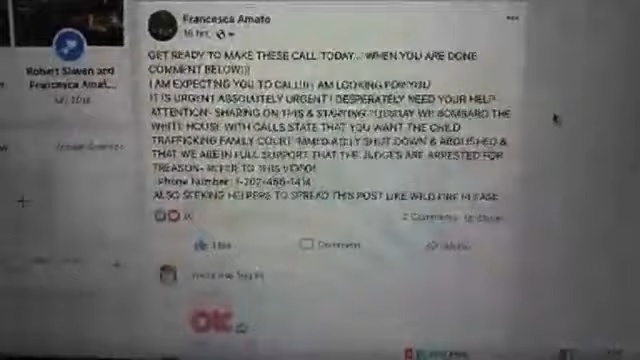 Francesca Amato
16 hrs
GET READY TO MAKE THESE CALL TODAY... WHEN YOU ARE DONE
COMMENT BELOW!!!
I AM EXPECTING YOU TO CALL!!! I AM LOOKING FOR YOU
IT IS URGENT ABSOLUTELY URGENT I DESPERATELY NEED YOUR HELP
ATTENTION- SHARING ON THIS & STARTING TUESDAY WE BOMBARD THE
WHITE HOUSE WITH CALLS STATE THAT YOU WANT THE CHILD
TRAFFICKING FAMILY COURT IMMEDIATELY SHUT DOWN & ABOLISHED &
THAT WE ARE IN FULL SUPPORT THAT THE JUDGES ARE ARRESTED FOR
TREASON- REFER TO THIS VIDEO!
Phone Number: 1-202-456-1414
ALSO SEEKING HELPERS TO SPREAD THIS POST LIKE WILD FIRE PLEASE
Robert Slaven and
Francesca Amat...
2 Comments
Like
Comment
Share
OK